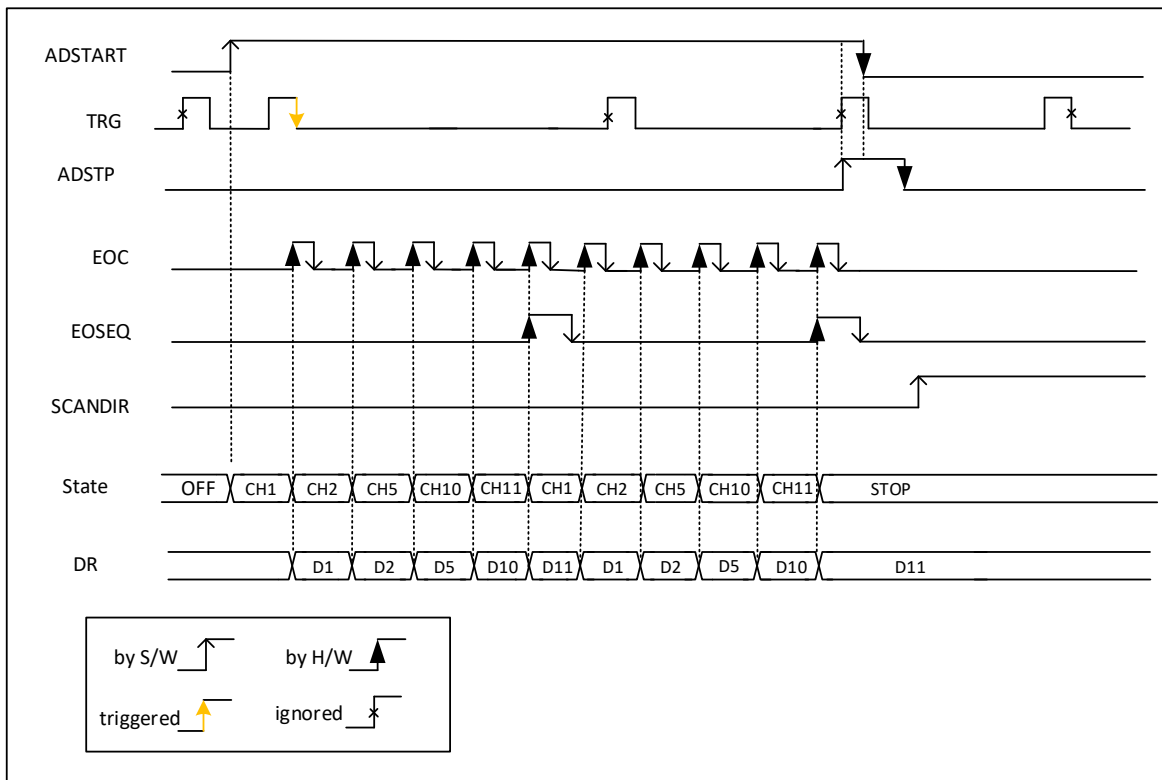 ADSTART
TRG
ADSTP
EOC
EOSEQ
SCANDIR
State OFF CH1 CH2 CH5 CH10 CH11 CH1 CH2 CH5 CH10 CH11 STOP
DR D1 D2 D5 D10 D11 D1 D2 D5 D10 D11
by S/W by H/W
triggered ignored